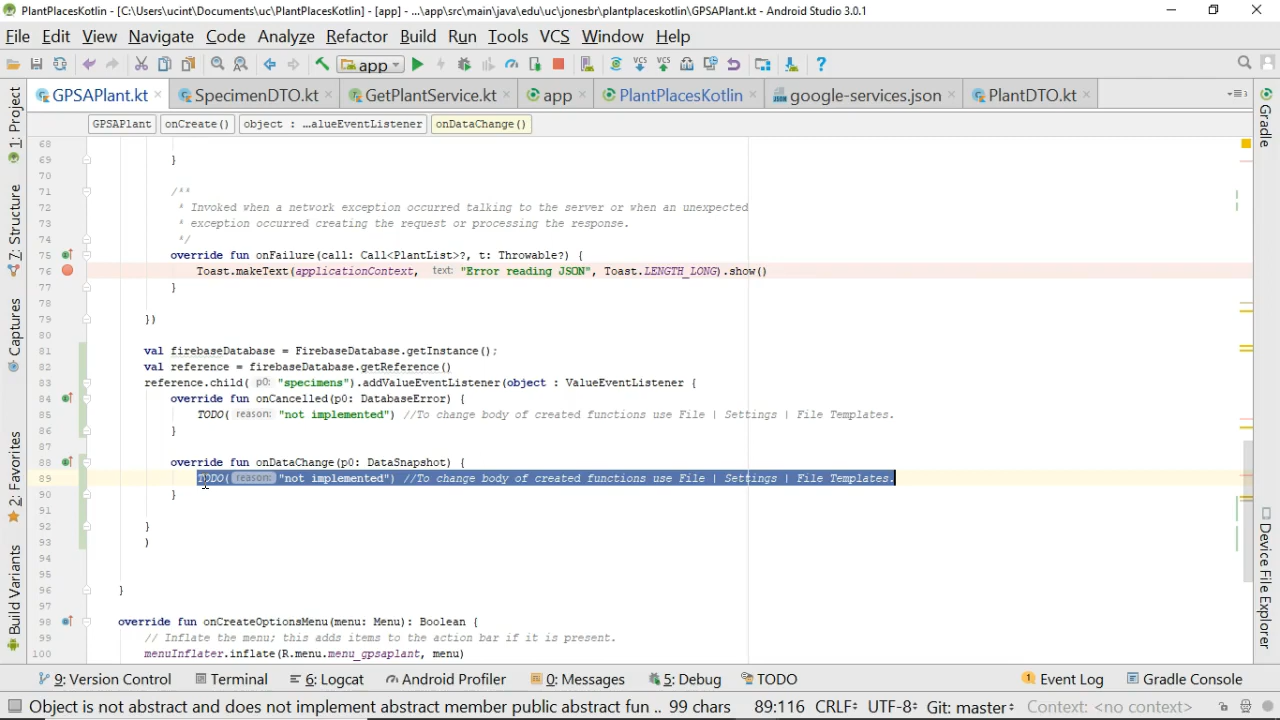 PlantPlacesKotlin - [C:\Users\ucint\Documents\uc\PlantPlacesKotlin] - [app] - ...\app\src\main\java\edu\uc\jonesbr\plantplaceskotlin\GPSAPlant.kt - Android Studio 3.0.1
File Edit View Navigate Code Analyze Refactor Build Run Tools VCS Window Help
app
GPSAPlant.kt SpecimenDTO.kt GetPlantService.kt app PlantPlacesKotlin google-services.json PlantDTO.kt
GPSAPlant onCreate() object : ...alueEventListener onDataChange()
1: Project
7: Structure
Captures
2: Favorites
Build Variants
Gradle
Device File Explorer
68
69 }
70
71 /**
72 * Invoked when a network exception occurred talking to the server or when an unexpected
73 * exception occurred creating the request or processing the response.
74 */
75 override fun onFailure(call: Call<PlantList>?, t: Throwable?) {
76 Toast.makeText(applicationContext, text: "Error reading JSON", Toast.LENGTH_LONG).show()
77 }
78
79 })
80
81 val firebaseDatabase = FirebaseDatabase.getInstance();
82 val reference = firebaseDatabase.getReference()
83 reference.child( p0: "specimens").addValueEventListener(object : ValueEventListener {
84 override fun onCancelled(p0: DatabaseError) {
85 TODO( reason: "not implemented") //To change body of created functions use File | Settings | File Templates.
86 }
87
88 override fun onDataChange(p0: DataSnapshot) {
89 TODO( reason: "not implemented") //To change body of created functions use File | Settings | File Templates.
90 }
91
92 }
93 )
94
95
96 }
97
98 override fun onCreateOptionsMenu(menu: Menu): Boolean {
99 // Inflate the menu; this adds items to the action bar if it is present.
100 menuInflater.inflate(R.menu.menu_gpsaplant, menu)
9: Version Control Terminal 6: Logcat Android Profiler 0: Messages 5: Debug TODO 1 Event Log Gradle Console
Object is not abstract and does not implement abstract member public abstract fun .. 99 chars 89:116 CRLF÷ UTF-8÷ Git: master÷ Context: <no context>